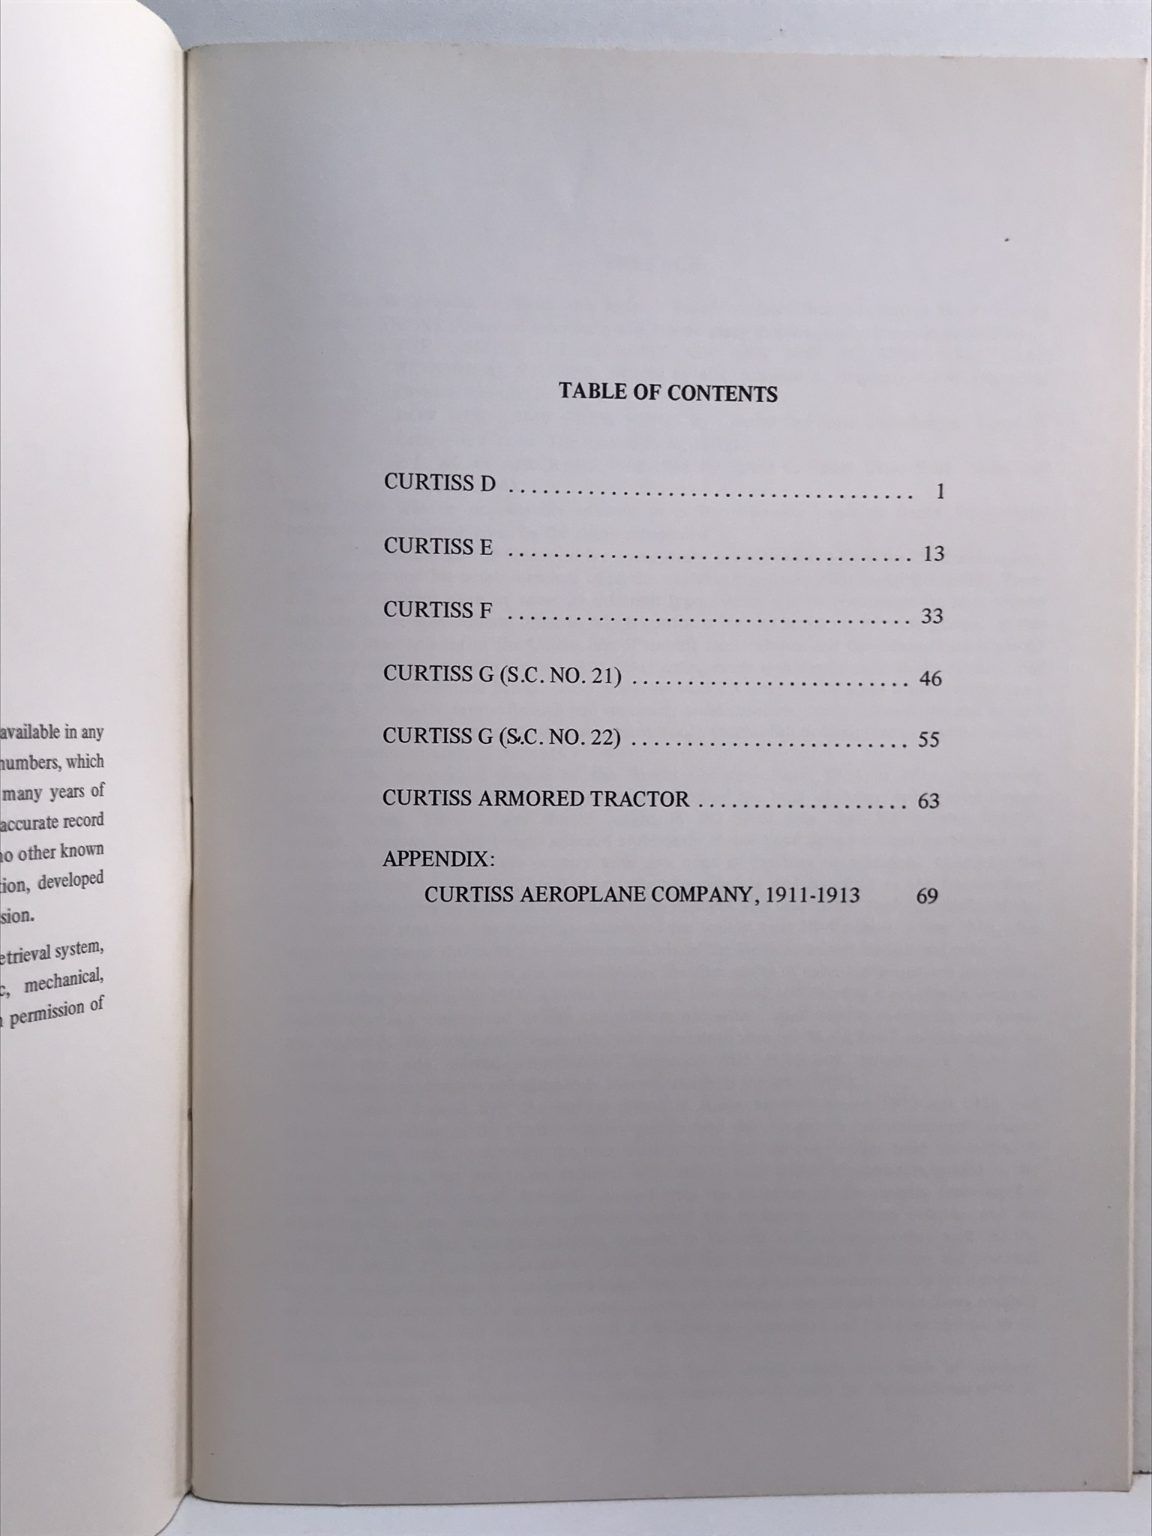 available in any
numbers, which
many years of
accurate record
no other known
developed
sion.
etrieval system,
mechanical,
permission of
TABLE OF CONTENTS
CURTISS D .................................... 1
CURTISS E .................................... 13
CURTISS F .................................... 33
CURTISS G (S.C. NO. 21) ......................... 46
CURTISS G (S.C. NO. 22) ......................... 55
CURTISS ARMORED TRACTOR ................... 63
APPENDIX:
CURTISS AEROPLANE COMPANY, 1911-1913 69